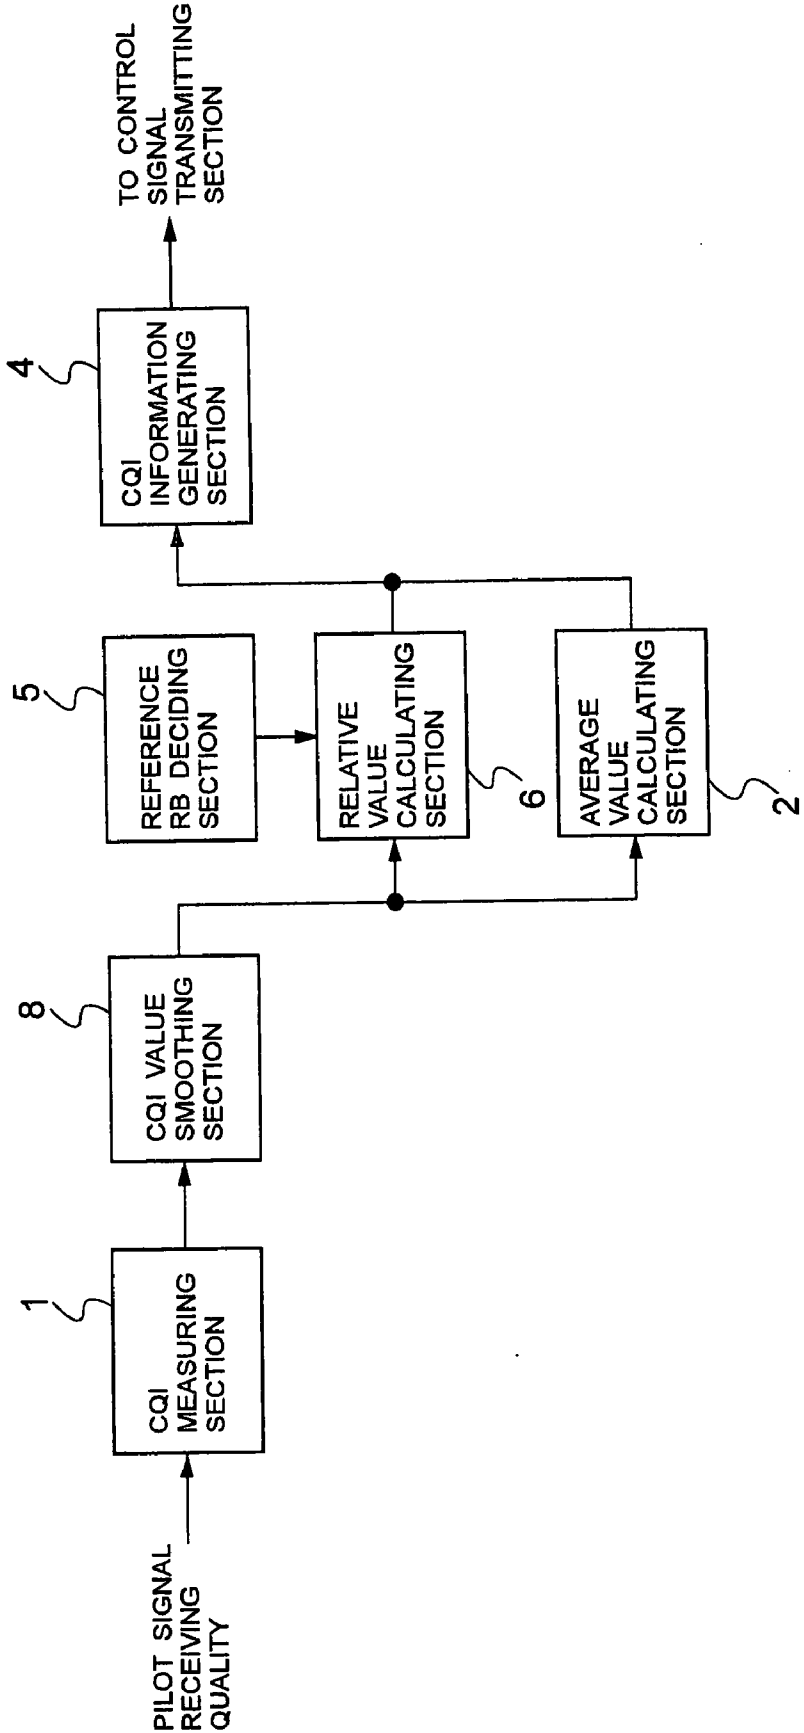 PILOT SIGNAL
RECEIVING
QUALITY
1
CQI
MEASURING
SECTION
8
CQI VALUE
SMOOTHING
SECTION
5
REFERENCE
RB DECIDING
SECTION
RELATIVE
VALUE
CALCULATING
SECTION
6
AVERAGE
VALUE
CALCULATING
SECTION
2
4
CQI
INFORMATION
GENERATING
SECTION
TO CONTROL
SIGNAL
TRANSMITTING
SECTION